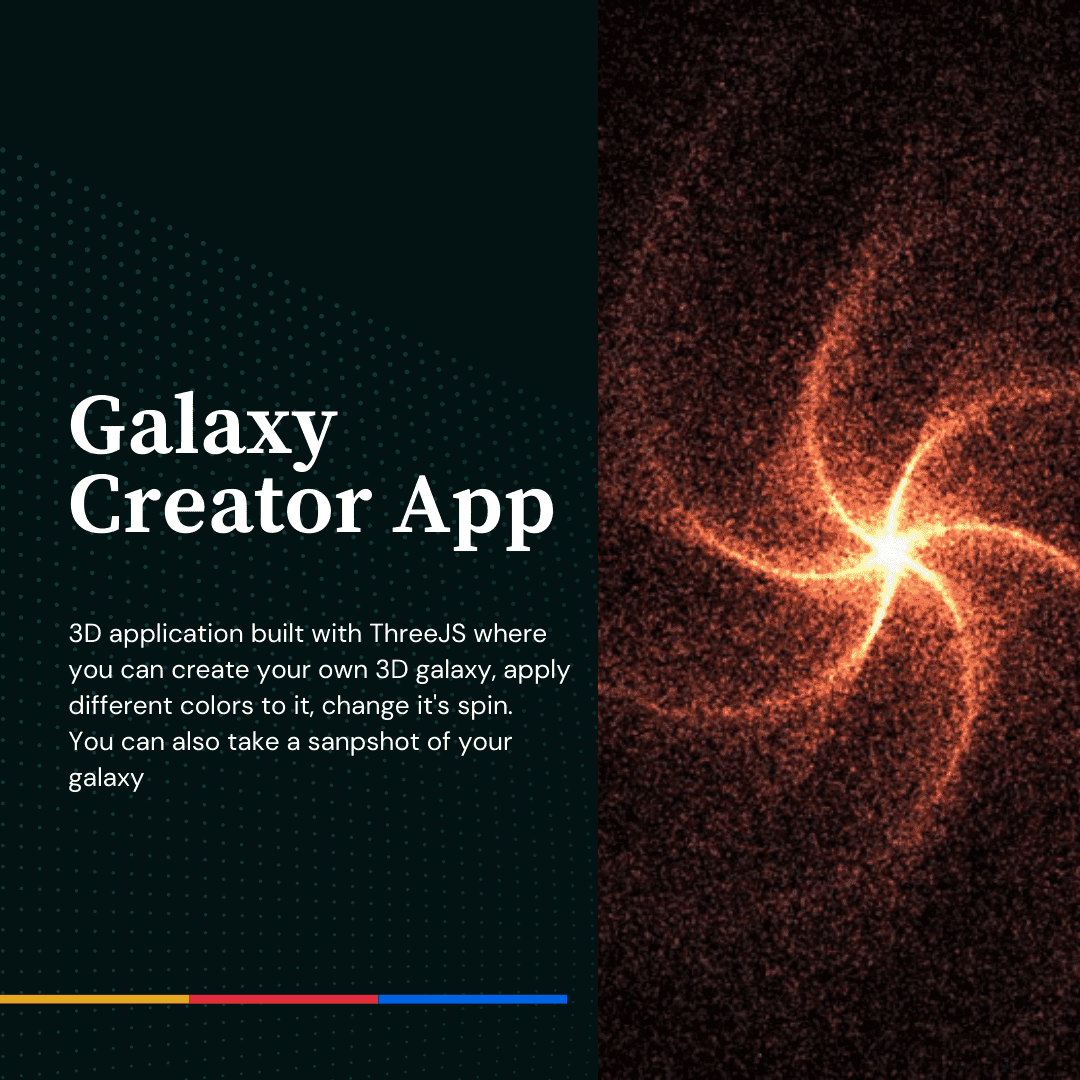 Galaxy
Creator App
3D application built with ThreeJS where
you can create your own 3D galaxy, apply
different colors to it, change it's spin.
You can also take a sanpshot of your
galaxy